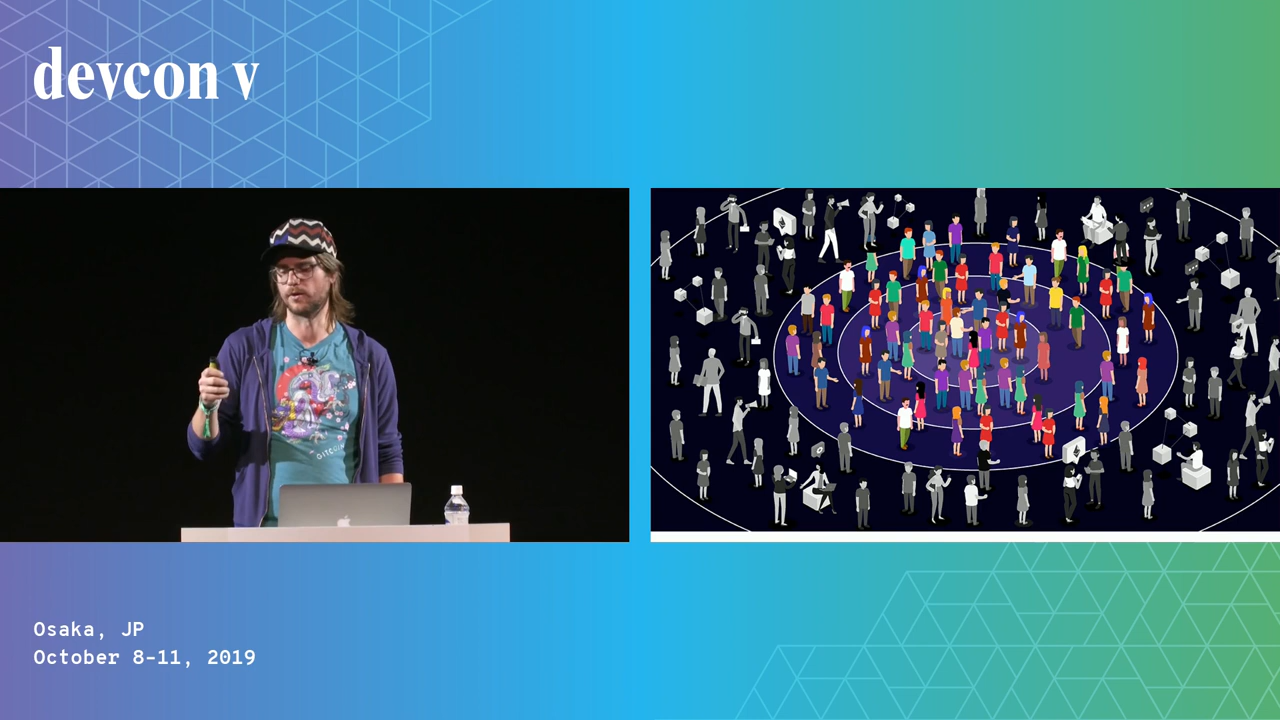 devcon v
Osaka, JP
October 8-11, 2019